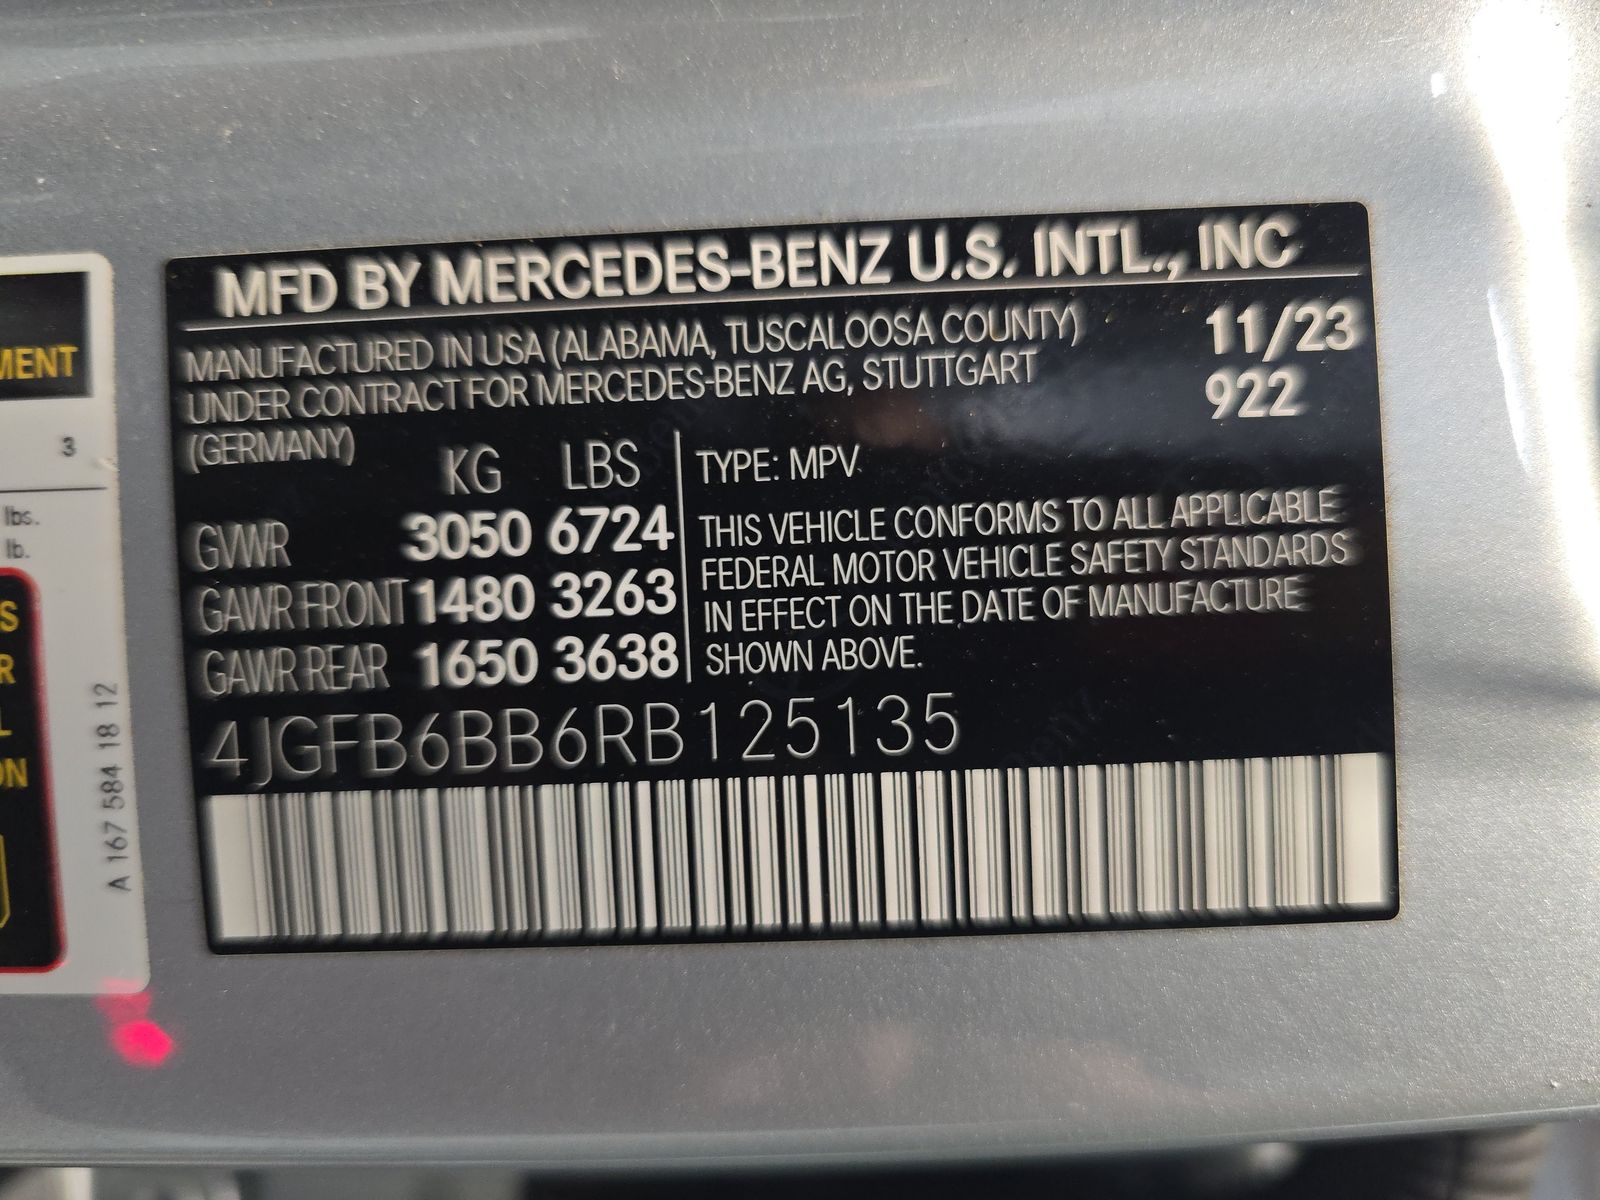 MFD BY MERCEDES-BENZ U.S. INTL., INC
MANUFACTURED IN USA (ALABAMA, TUSCALOOSA COUNTY)
UNDER CONTRACT FOR MERCEDES-BENZ AG, STUTTGART
(GERMANY)
11/23
922
KG LBS
GVWR 3050 6724
GAWR FRONT 1480 3263
GAWR REAR 1650 3638
TYPE: MPV
THIS VEHICLE CONFORMS TO ALL APPLICABLE
FEDERAL MOTOR VEHICLE SAFETY STANDARDS
IN EFFECT ON THE DATE OF MANUFACTURE
SHOWN ABOVE.
4JGFB6BB6RB125135
MENT
3
lbs.
lb.
S
R
L
ON
A 167 584 18 12